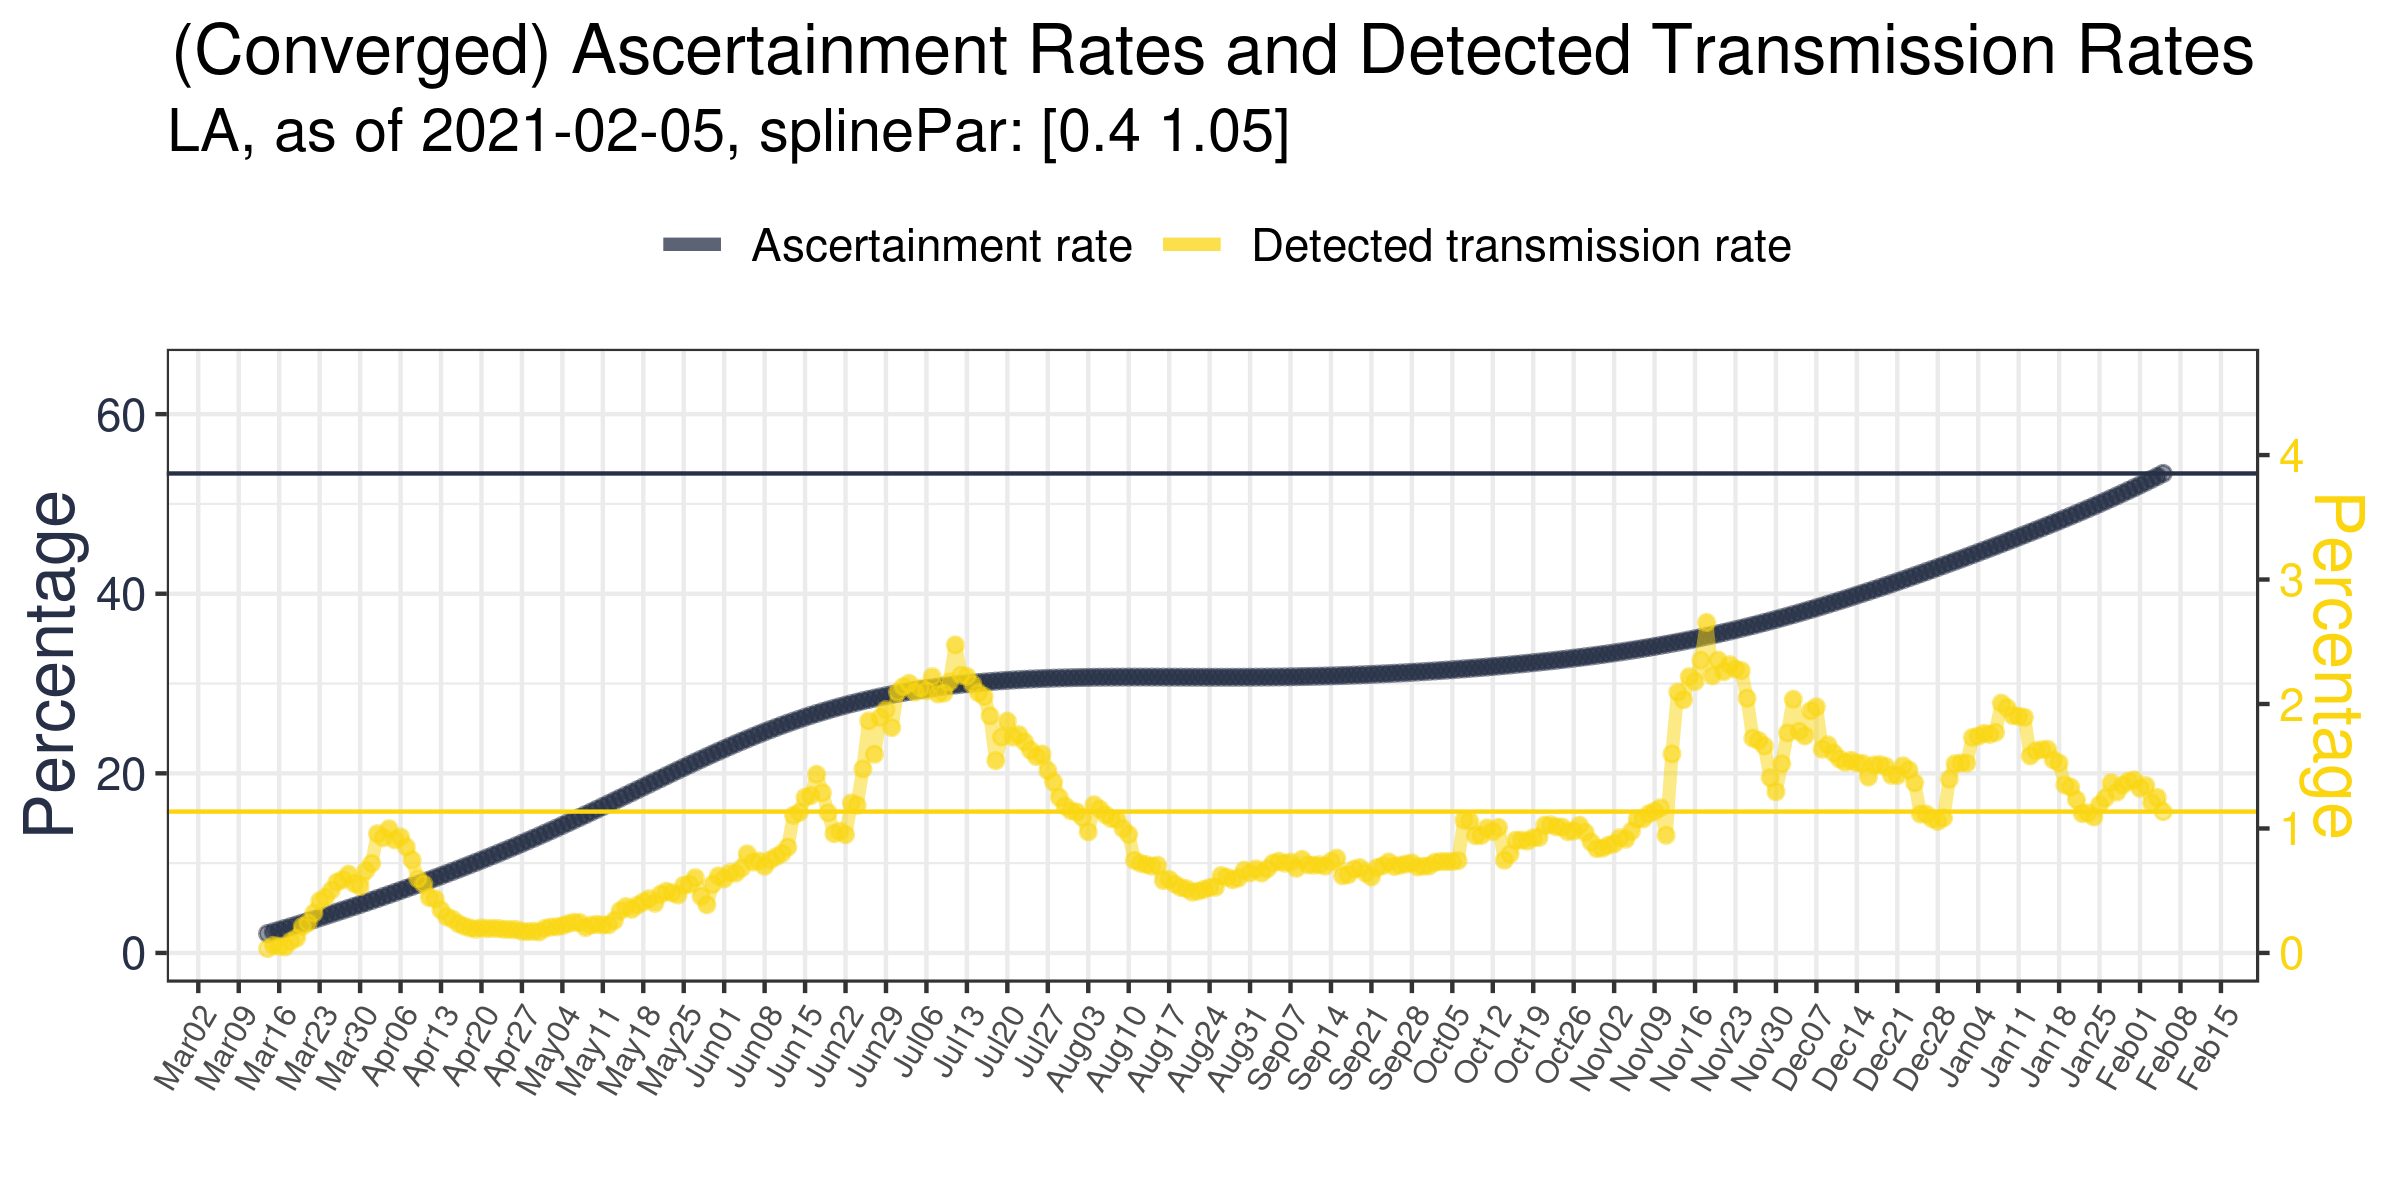 (Converged) Ascertainment Rates and Detected Transmission Rates
LA, as of 2021-02-05, splinePar: [0.4 1.05]
Ascertainment rate Detected transmission rate
Percentage
60
40
20
0
4
3
2
1
0
Percentage
Mar02 Mar09 Mar16 Mar23 Mar30 Apr06 Apr13 Apr20 Apr27 May04 May11 May18 May25 Jun01 Jun08 Jun15 Jun22 Jun29 Jul06 Jul13 Jul20 Jul27 Aug03 Aug10 Aug17 Aug24 Aug31 Sep07 Sep14 Sep21 Sep28 Oct05 Oct12 Oct19 Oct26 Nov02 Nov09 Nov16 Nov23 Nov30 Dec07 Dec14 Dec21 Dec28 Jan04 Jan11 Jan18 Jan25 Feb01 Feb08 Feb15